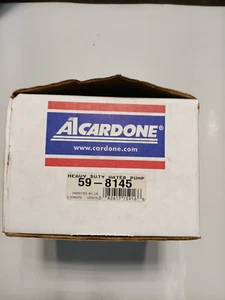 A1CARDONE®
www.cardone.com
HEAVY DUTY WATER PUMP
59-8145